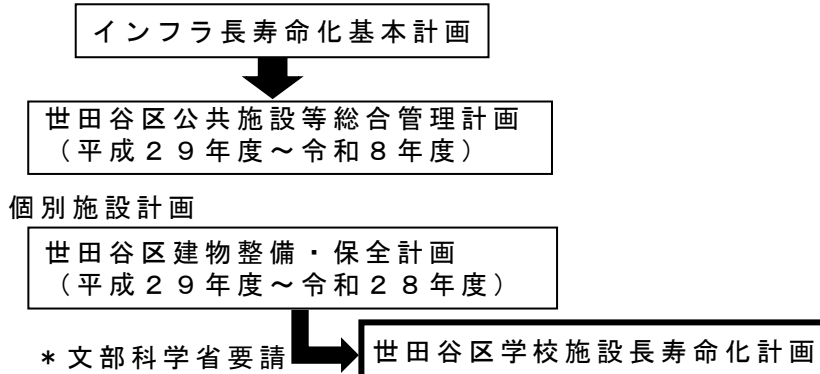 インフラ長寿命化基本計画
世田谷区公共施設等総合管理計画
（平成２９年度～令和８年度）
個別施設計画
世田谷区建物整備・保全計画
（平成２９年度～令和２８年度）
＊文部科学省要請
世田谷区学校施設長寿命化計画